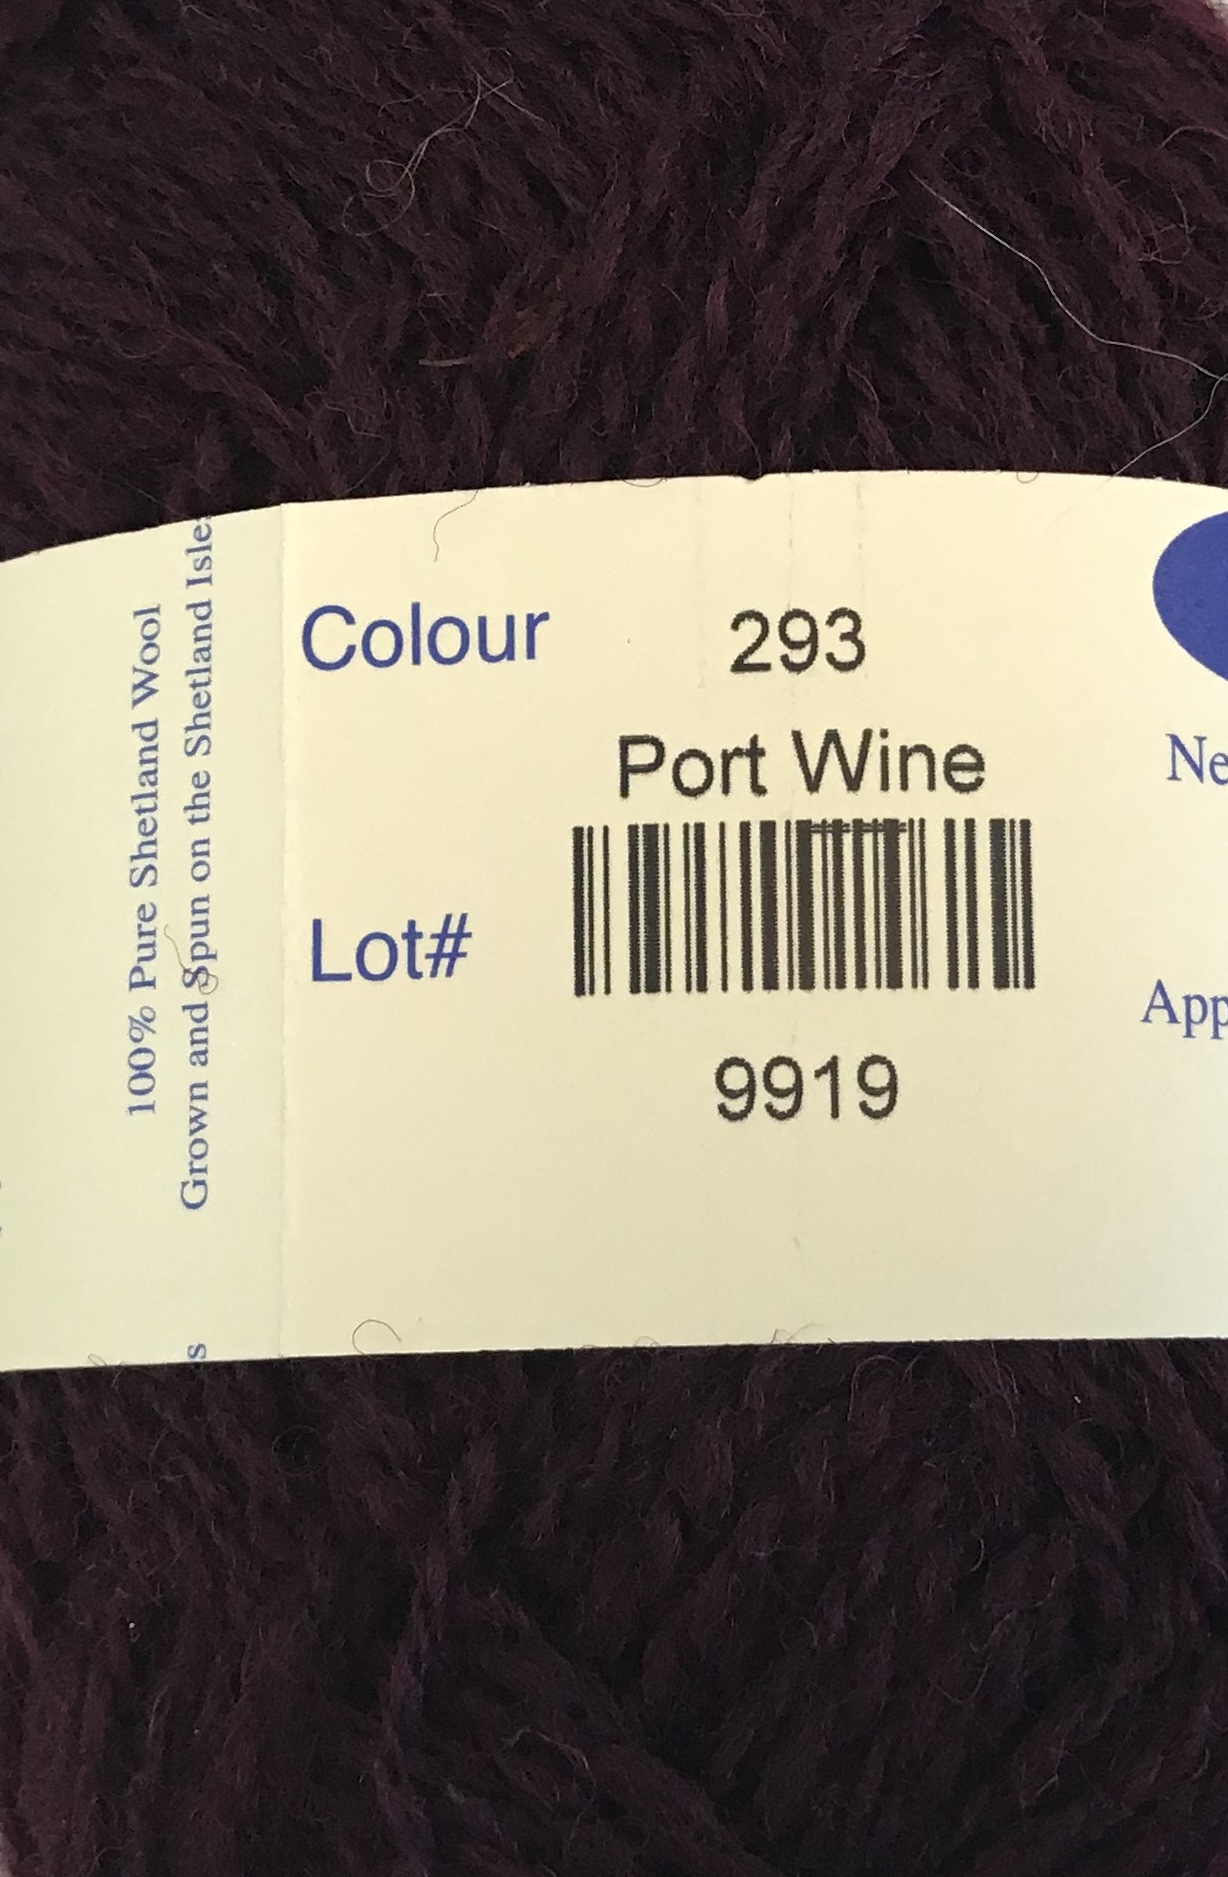 100% Pure Shetland Wool
Grown and Spun on the Shetland Isle
s
Colour
293
Port Wine
Lot#
9919
Ne
App